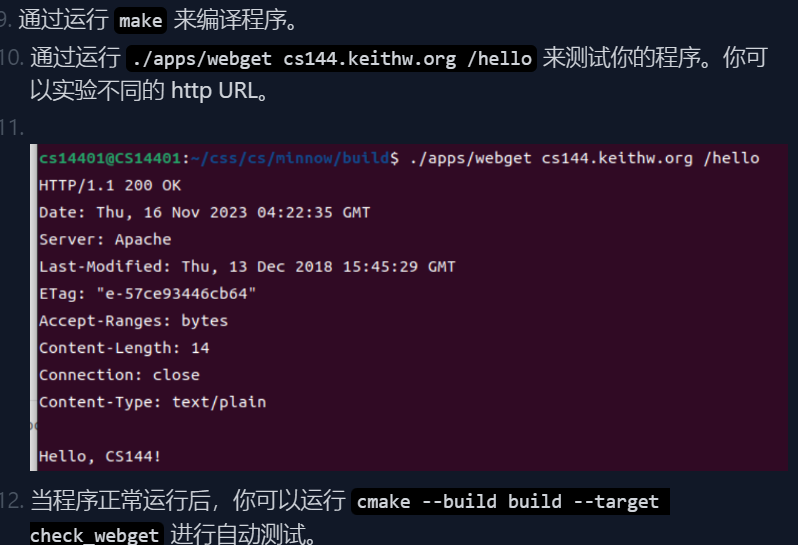 9. 通过运行 make 来编译程序。
10. 通过运行 ./apps/webget cs144.keithw.org /hello 来测试你的程序。你可
以实验不同的 http URL。
11.
cs14401@CS14401:~/css/cs/minnow/build$ ./apps/webget cs144.keithw.org /hello
HTTP/1.1 200 OK
Date: Thu, 16 Nov 2023 04:22:35 GMT
Server: Apache
Last-Modified: Thu, 13 Dec 2018 15:45:29 GMT
ETag: "e-57ce93446cb64"
Accept-Ranges: bytes
Content-Length: 14
Connection: close
Content-Type: text/plain
Hello, CS144!
12. 当程序正常运行后，你可以运行 cmake --build build --target
check_webget 进行自动测试。